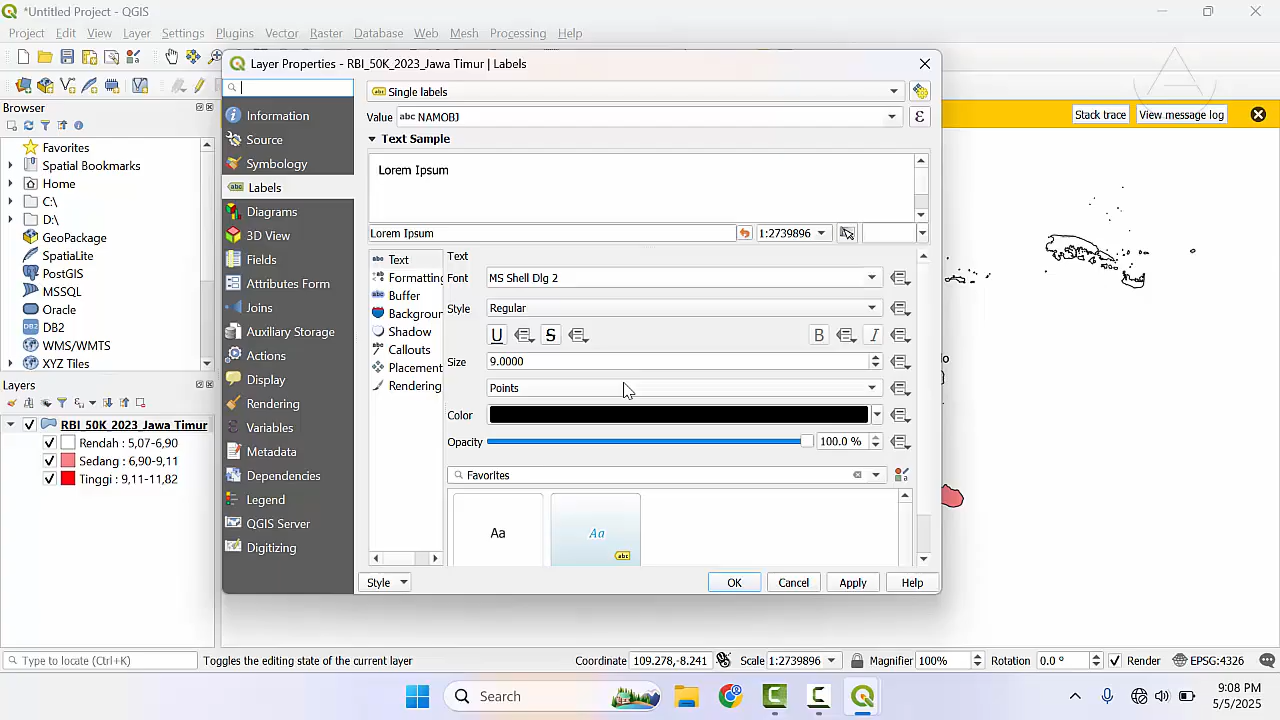 *Untitled Project — QGIS
Project Edit View Layer Settings Plugins Vector Raster Database Web Mesh Processing Help
Layer Properties - RBI_50K_2023_Jawa Timur | Labels
Stack trace
View message log
Browser
Favorites
Spatial Bookmarks
Home
C:\
D:\
GeoPackage
SpatiaLite
PostGIS
MSSQL
Oracle
DB2
WMS/WMTS
XYZ Tiles
Layers
RBI_50K_2023_Jawa Timur
Rendah : 5,07-6,90
Sedang : 6,90-9,11
Tinggi : 9,11-11,82
Information
Source
Symbology
abc Labels
Diagrams
3D View
Fields
Attributes Form
Joins
Auxiliary Storage
Actions
Display
Rendering
Variables
Metadata
Dependencies
Legend
QGIS Server
Digitizing
abc Single labels
Value abc NAMOBJ ε
Text Sample
Lorem Ipsum
Lorem Ipsum 1:2739896
abc Text
Formatting
abc Buffer
Backgroun
Shadow
Callouts
Placement
Rendering
Text
Font MS Shell Dlg 2
Style Regular
U S B I
Size 9.0000
Points
Color
Opacity 100.0 %
Favorites
Aa Aa
abc
Style OK Cancel Apply Help
Type to locate (Ctrl+K) Toggles the editing state of the current layer Coordinate 109.278,-8.241 Scale 1:2739896 Magnifier 100% Rotation 0.0 ° Render EPSG:4326
Search
9:08 PM
5/5/2025